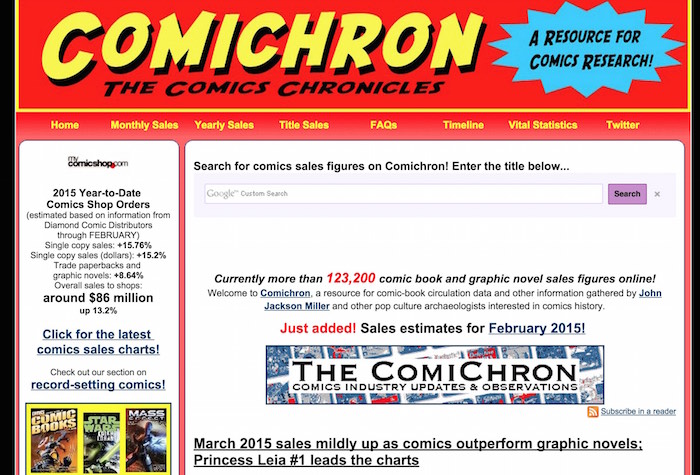 COMICHRON
THE COMICS CHRONICLES
A RESOURCE FOR
COMICS RESEARCH!
Home Monthly Sales Yearly Sales Title Sales FAQs Timeline Vital Statistics Twitter
my
comicshop.com
2015 Year-to-Date
Comics Shop Orders
(estimated based on information from
Diamond Comic Distributors
through FEBRUARY)
Single copy sales: +15.76%
Single copy sales (dollars): +15.2%
Trade paperbacks and
graphic novels: +8.64%
Overall sales to shops:
around $86 million
up 13.2%
Click for the latest
comics sales charts!
Check out our section on
record-setting comics!
COMIC
BOOKS
STAR
WARS
MASS
EFFECT
Search for comics sales figures on Comichron! Enter the title below...
Google™ Custom Search
Search
×
Currently more than 123,200 comic book and graphic novel sales figures online!
Welcome to Comichron, a resource for comic-book circulation data and other information gathered by John
Jackson Miller and other pop culture archaeologists interested in comics history.
Just added! Sales estimates for February 2015!
THE COMICHRON
COMICS INDUSTRY UPDATES & OBSERVATIONS
Subscribe in a reader
March 2015 sales mildly up as comics outperform graphic novels;
Princess Leia #1 leads the charts